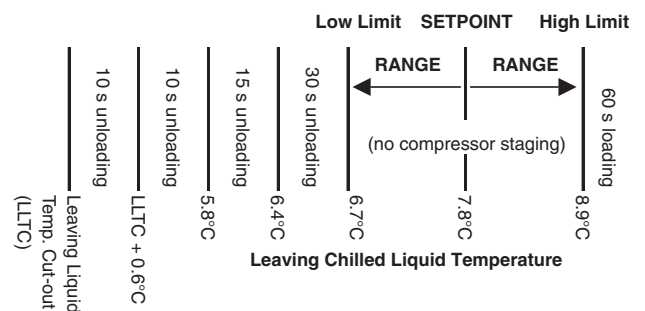 Low Limit SETPOINT High Limit
RANGE RANGE
10 s unloading
10 s unloading
15 s unloading
30 s unloading
(no compressor staging)
60 s loading
Leaving Liquid
Temp. Cut-out
(LLTC)
LLTC + 0.6°C
5.8°C
6.4°C
6.7°C
7.8°C
8.9°C
Leaving Chilled Liquid Temperature